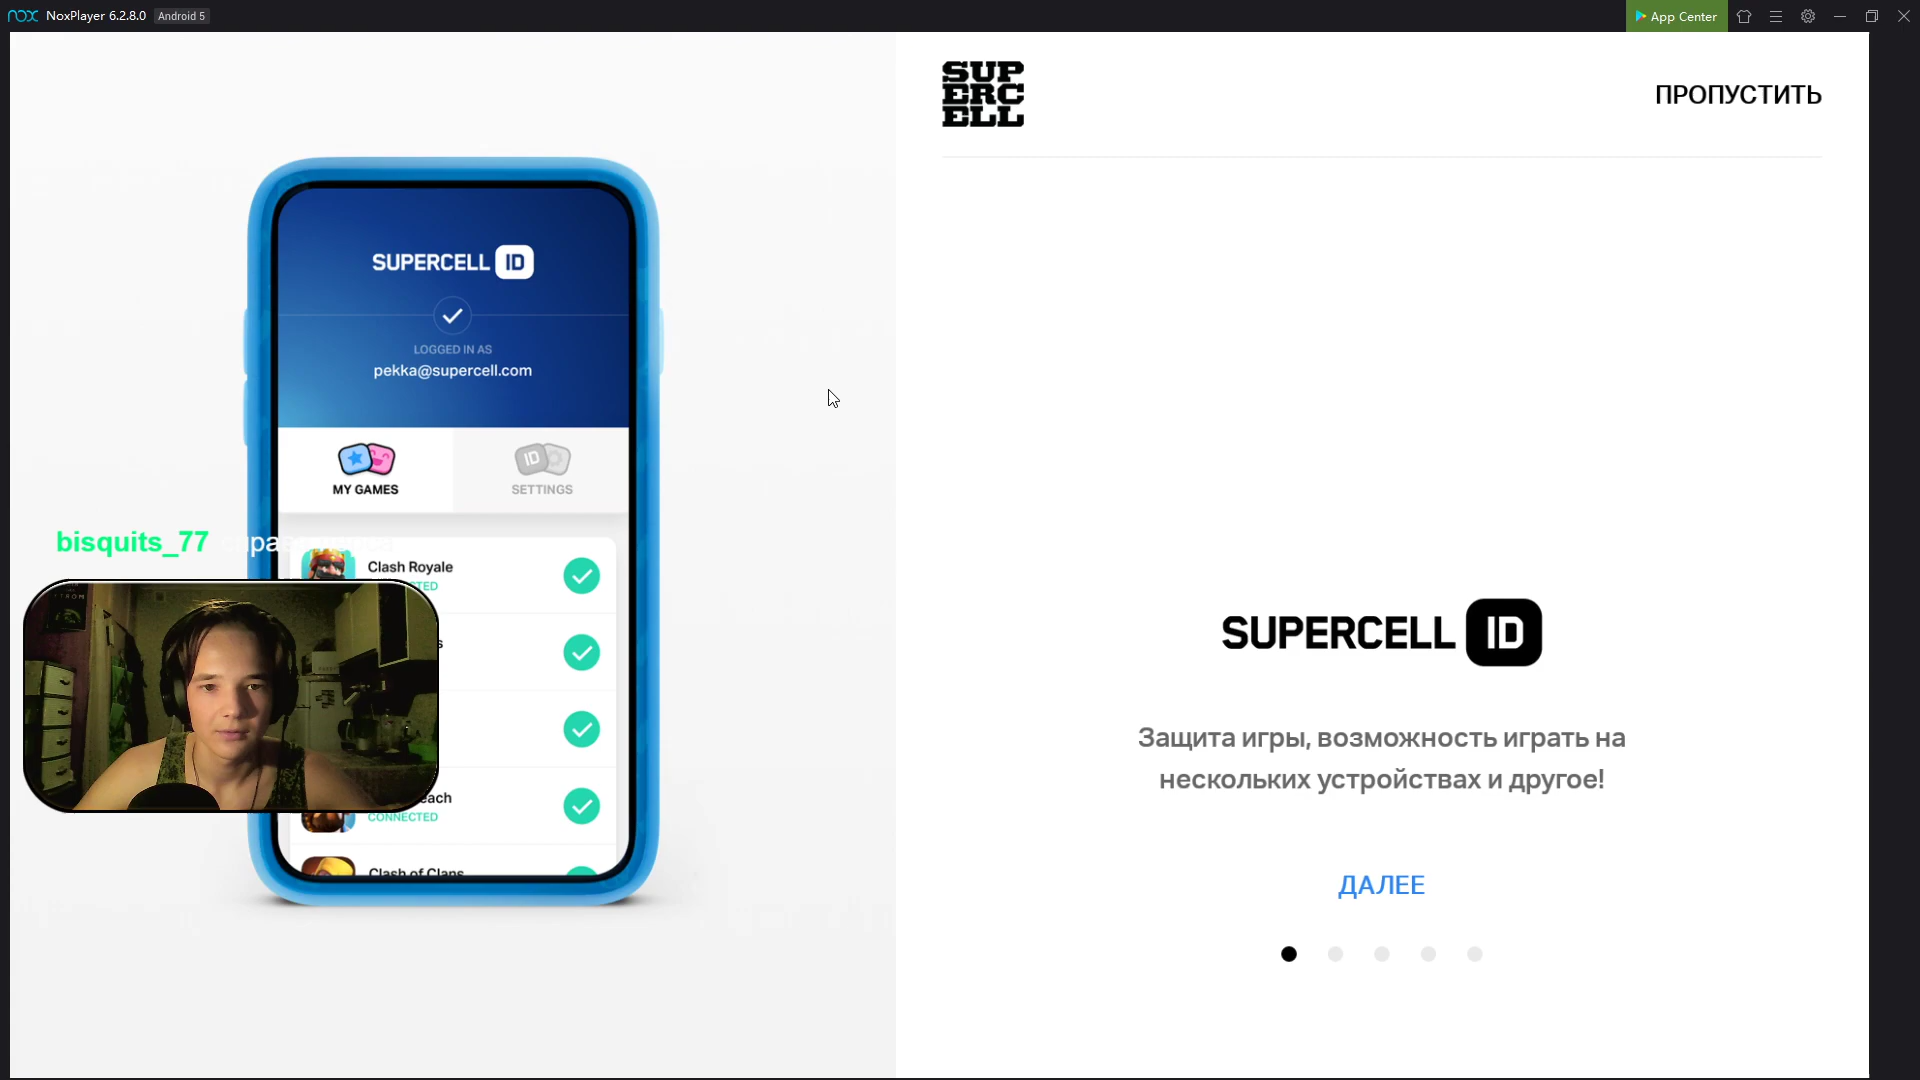 NoxPlayer 6.2.8.0 Android 5
App Center
SUP
ERC
ELL
ПРОПУСТИТЬ
SUPERCELL ID
LOGGED IN AS
pekka@supercell.com
MY GAMES
ID
SETTINGS
bisquits_77
Clash Royale
CONNECTED
Clash of Clans
SUPERCELL ID
Защита игры, возможность играть на
нескольких устройствах и другое!
ДАЛЕЕ